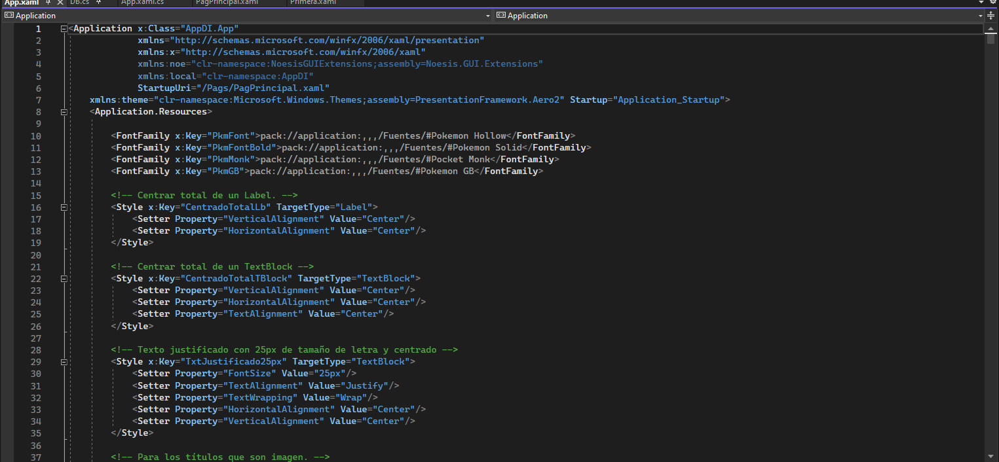 App.xaml DB.cs App.xaml.cs PagPrincipal.xaml Primera.xaml
Application Application
1 <Application x:Class="AppDI.App"
2 xmlns="http://schemas.microsoft.com/winfx/2006/xaml/presentation"
3 xmlns:x="http://schemas.microsoft.com/winfx/2006/xaml"
4 xmlns:noe="clr-namespace:NoesisGUIExtensions;assembly=Noesis.GUI.Extensions"
5 xmlns:local="clr-namespace:AppDI"
6 StartupUri="/Pags/PagPrincipal.xaml"
7 xmlns:theme="clr-namespace:Microsoft.Windows.Themes;assembly=PresentationFramework.Aero2" Startup="Application_Startup">
8 <Application.Resources>
9
10 <FontFamily x:Key="PkmFont">pack://application:,,,/Fuentes/#Pokemon Hollow</FontFamily>
11 <FontFamily x:Key="PkmFontBold">pack://application:,,,/Fuentes/#Pokemon Solid</FontFamily>
12 <FontFamily x:Key="PkmMonk">pack://application:,,,/Fuentes/#Pocket Monk</FontFamily>
13 <FontFamily x:Key="PkmGB">pack://application:,,,/Fuentes/#Pokemon GB</FontFamily>
14
15 <!-- Centrar total de un Label. -->
16 <Style x:Key="CentradoTotalLb" TargetType="Label">
17 <Setter Property="VerticalAlignment" Value="Center"/>
18 <Setter Property="HorizontalAlignment" Value="Center"/>
19 </Style>
20
21 <!-- Centrar total de un TextBlock -->
22 <Style x:Key="CentradoTotalTBlock" TargetType="TextBlock">
23 <Setter Property="VerticalAlignment" Value="Center"/>
24 <Setter Property="HorizontalAlignment" Value="Center"/>
25 <Setter Property="TextAlignment" Value="Center"/>
26 </Style>
27
28 <!-- Texto justificado con 25px de tamaño de letra y centrado -->
29 <Style x:Key="TxtJustificado25px" TargetType="TextBlock">
30 <Setter Property="FontSize" Value="25px"/>
31 <Setter Property="TextAlignment" Value="Justify"/>
32 <Setter Property="TextWrapping" Value="Wrap"/>
33 <Setter Property="HorizontalAlignment" Value="Center"/>
34 <Setter Property="VerticalAlignment" Value="Center"/>
35 </Style>
36
37 <!-- Para los títulos que son imagen. -->